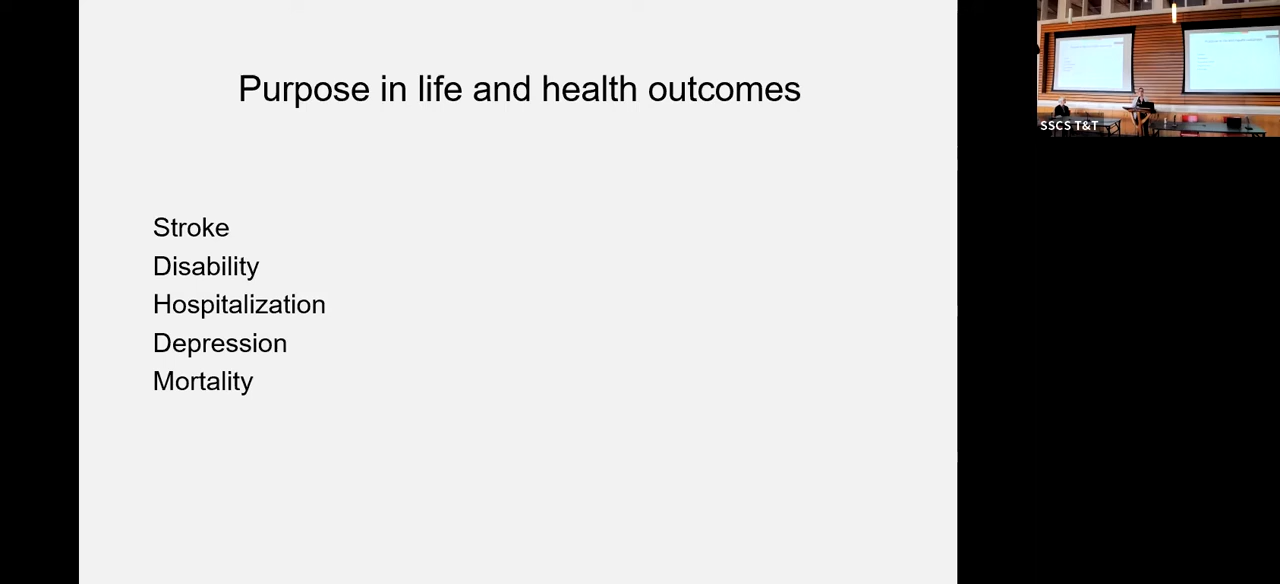 Purpose in life and health outcomes
Stroke
Disability
Hospitalization
Depression
Mortality
SSCS T&T